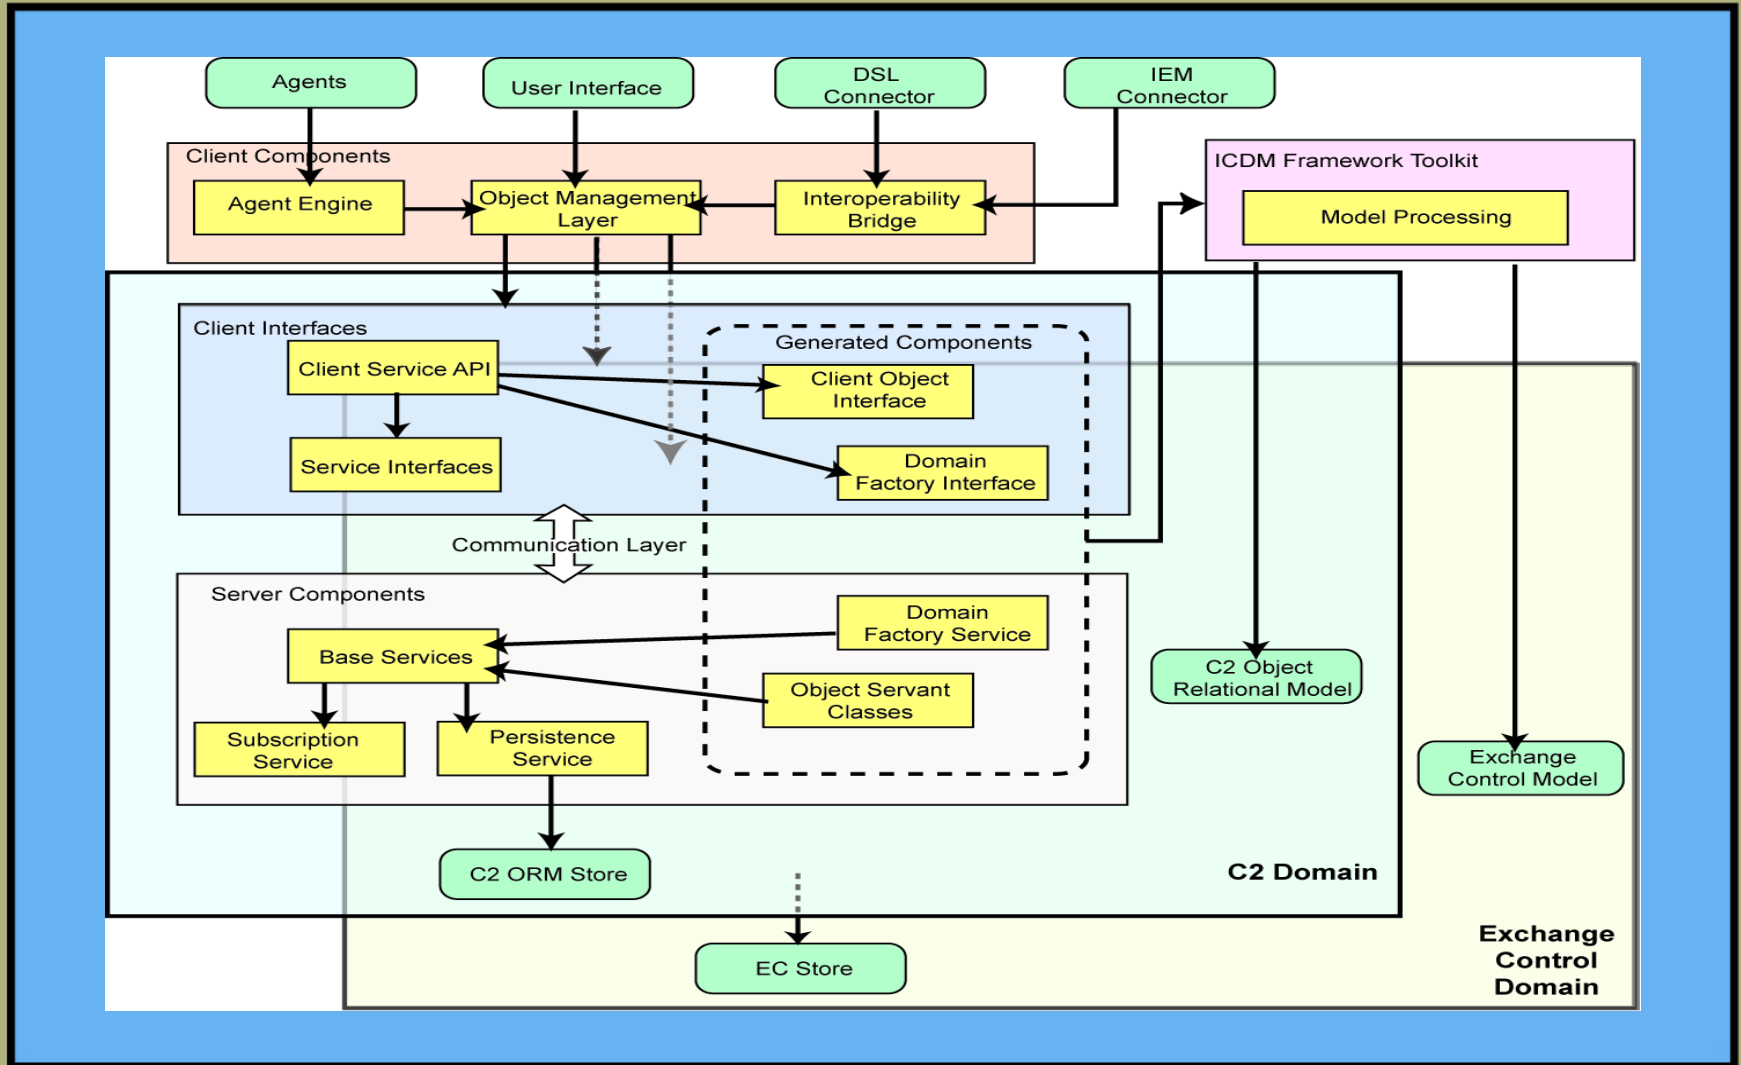 Agents
User Interface
DSL
Connector
IEM
Connector
Client Components
Agent Engine
Object Management
Layer
Interoperability
Bridge
ICDM Framework Toolkit
Model Processing
Client Interfaces
Client Service API
Service Interfaces
Generated Components
Client Object
Interface
Domain
Factory Interface
Communication Layer
Server Components
Base Services
Domain
Factory Service
Object Servant
Classes
Subscription
Service
Persistence
Service
C2 Object
Relational Model
Exchange
Control Model
C2 ORM Store
C2 Domain
EC Store
Exchange
Control
Domain